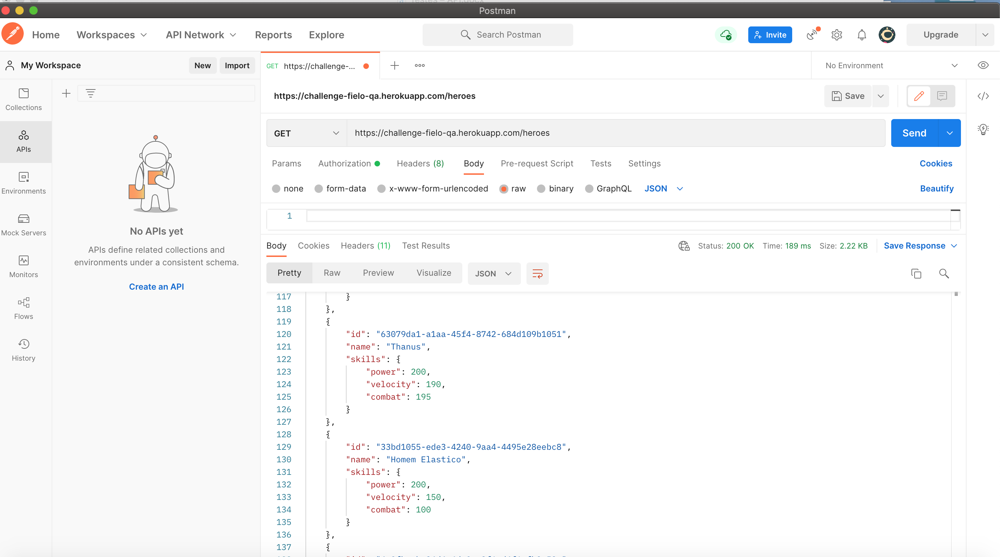 Testes – API.docx
Postman
Home Workspaces API Network Reports Explore Search Postman Invite Upgrade
My Workspace New Import GET https://challenge-... No Environment
https://challenge-fielo-qa.herokuapp.com/heroes Save
Collections
APIs
Environments
Mock Servers
Monitors
Flows
History
No APIs yet
APIs define related collections and
environments under a consistent schema.
Create an API
GET https://challenge-fielo-qa.herokuapp.com/heroes Send
Params Authorization Headers (8) Body Pre-request Script Tests Settings Cookies
none form-data x-www-form-urlencoded raw binary GraphQL JSON Beautify
1
Body Cookies Headers (11) Test Results Status: 200 OK Time: 189 ms Size: 2.22 KB Save Response
Pretty Raw Preview Visualize JSON
117 }
118 },
119 {
120 "id": "63079da1-a1aa-45f4-8742-684d109b1051",
121 "name": "Thanus",
122 "skills": {
123 "power": 200,
124 "velocity": 190,
125 "combat": 195
126 }
127 },
128 {
129 "id": "33bd1055-ede3-4240-9aa4-4495e28eebc8",
130 "name": "Homem Elastico",
131 "skills": {
132 "power": 200,
133 "velocity": 150,
134 "combat": 100
135 }
136 },
137 {